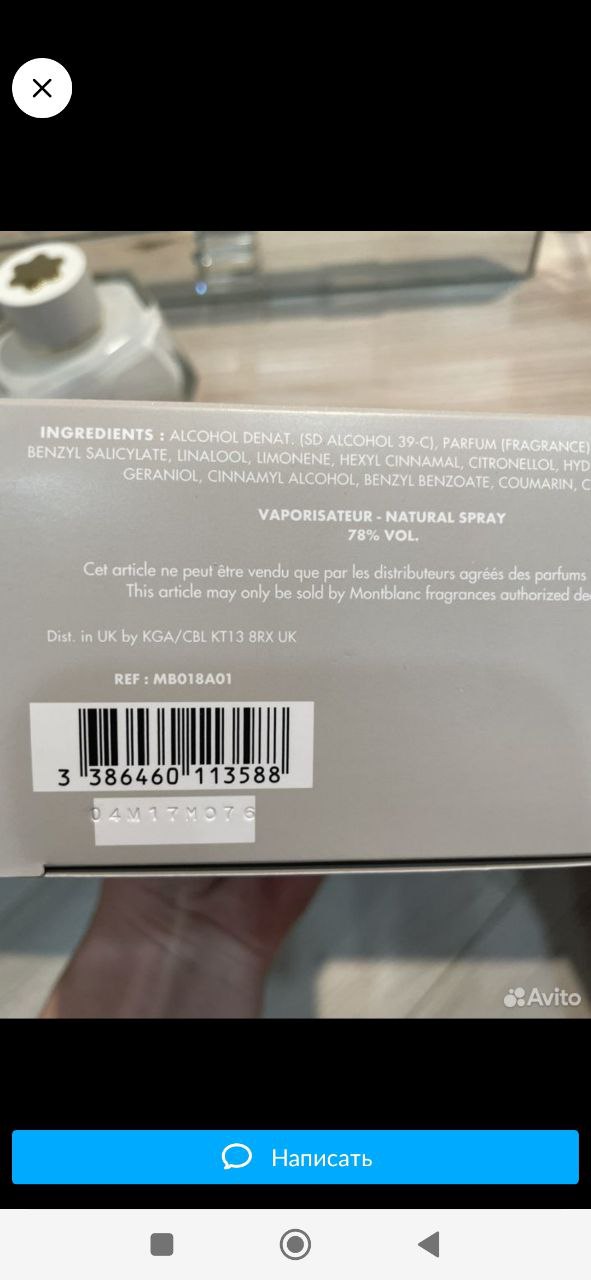 INGREDIENTS : ALCOHOL DENAT. (SD ALCOHOL 39-C), PARFUM (FRAGRANCE)
BENZYL SALICYLATE, LINALOOL, LIMONENE, HEXYL CINNAMAL, CITRONELLOL, HYD
GERANIOL, CINNAMYL ALCOHOL, BENZYL BENZOATE, COUMARIN, C
VAPORISATEUR - NATURAL SPRAY
78% VOL.
Cet article ne peut être vendu que par les distributeurs agréés des parfums
This article may only be sold by Montblanc fragrances authorized de
Dist. in UK by KGA/CBL KT13 8RX UK
REF : MB018A01
3 386460 113588
04M17M076
Avito
Написать